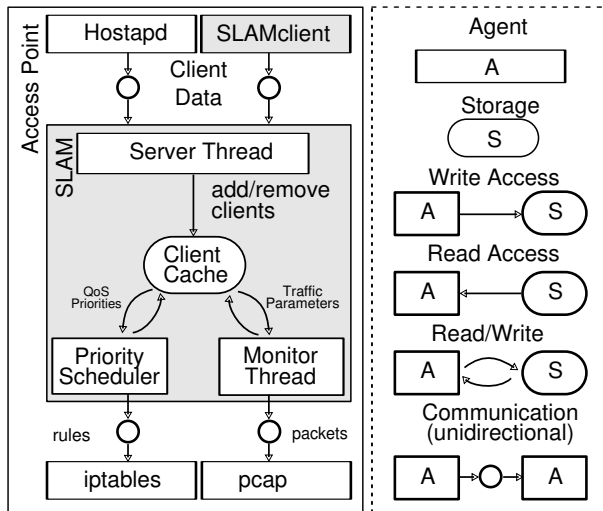 Access Point
Hostapd
SLAMclient
Client
Data
SLAM
Server Thread
add/remove
clients
Client
Cache
QoS
Priorities
Traffic
Parameters
Priority
Scheduler
Monitor
Thread
rules
packets
iptables
pcap
Agent
A
Storage
S
Write Access
A
S
Read Access
A
S
Read/Write
A
S
Communication
(unidirectional)
A
A